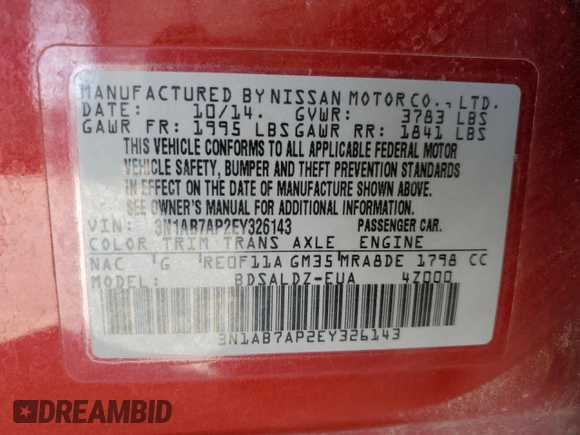 MANUFACTURED BY NISSAN MOTOR CO., LTD.
DATE: 10/14. GVWR: 3783 LBS
GAWR FR: 1995 LBS GAWR RR: 1841 LBS
THIS VEHICLE CONFORMS TO ALL APPLICABLE FEDERAL MOTOR
VEHICLE SAFETY, BUMPER AND THEFT PREVENTION STANDARDS
IN EFFECT ON THE DATE OF MANUFACTURE SHOWN ABOVE.
SEE OWNER'S MANUAL FOR ADDITIONAL INFORMATION.
VIN: 3N1AB7AP2EY326143 PASSENGER CAR.
COLOR TRIM TRANS AXLE ENGINE
NAC G RE0F11A GM35 MRA8DE 1798 CC
MODEL: BDSALDZ-EUA 4Z000
3N1AB7AP2EY326143
DREAMBID